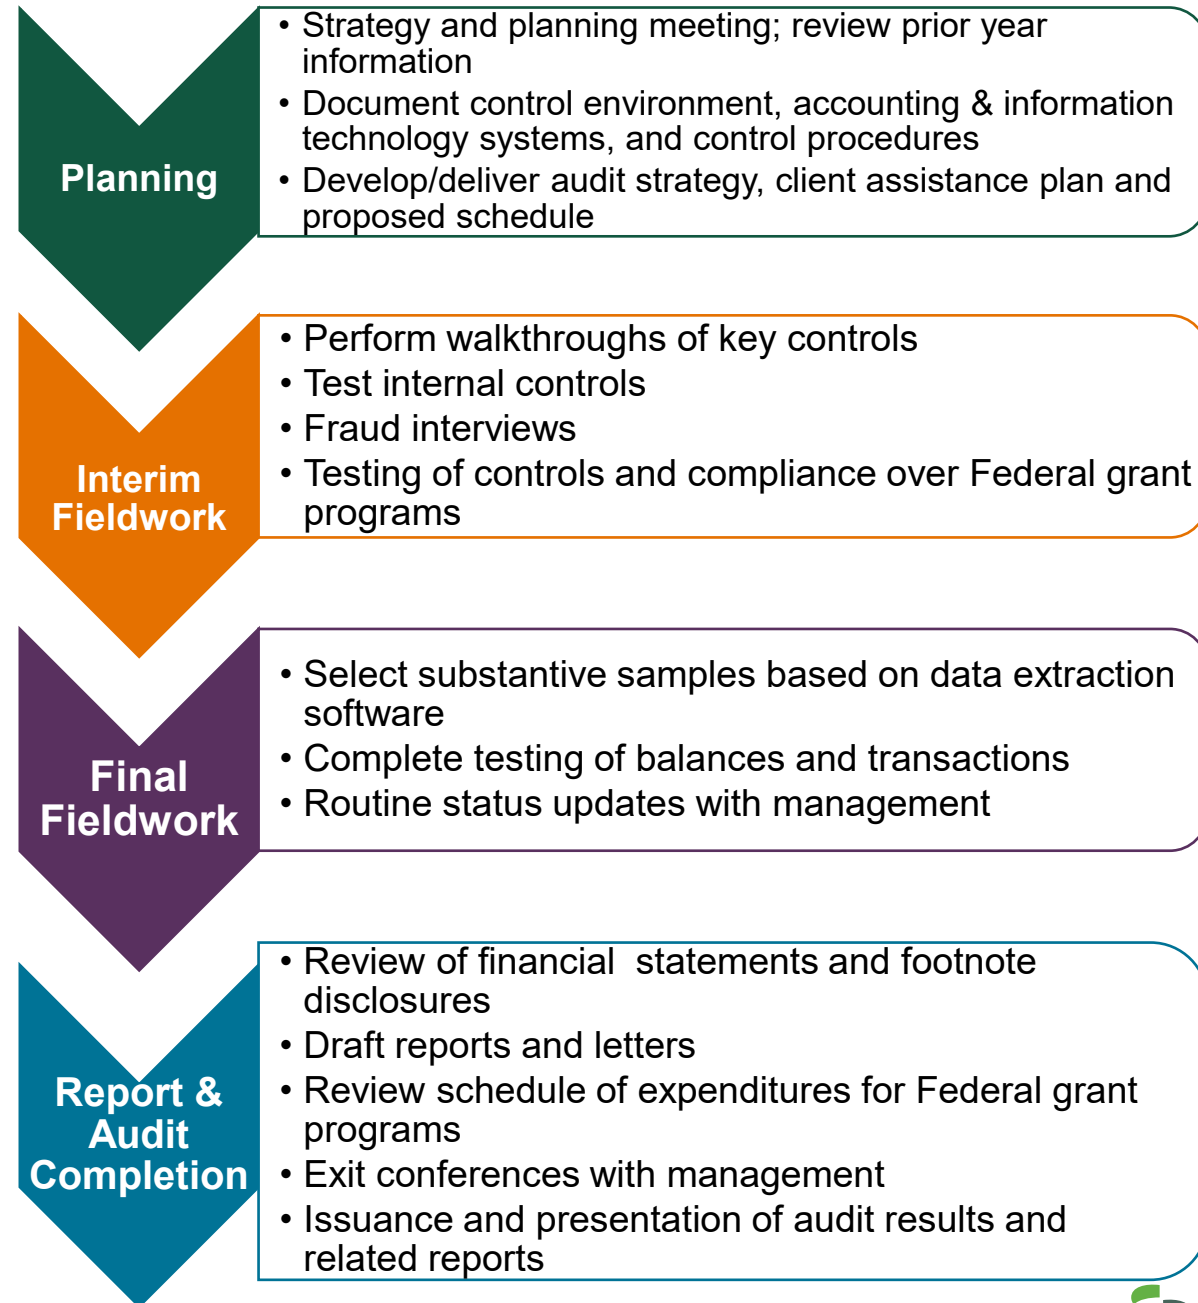 Planning
• Strategy and planning meeting; review prior year
information
• Document control environment, accounting & information
technology systems, and control procedures
• Develop/deliver audit strategy, client assistance plan and
proposed schedule
Interim
Fieldwork
• Perform walkthroughs of key controls
• Test internal controls
• Fraud interviews
• Testing of controls and compliance over Federal grant
programs
Final
Fieldwork
• Select substantive samples based on data extraction
software
• Complete testing of balances and transactions
• Routine status updates with management
Report &
Audit
Completion
• Review of financial  statements and footnote
disclosures
• Draft reports and letters
• Review schedule of expenditures for Federal grant
programs
• Exit conferences with management
• Issuance and presentation of audit results and
related reports